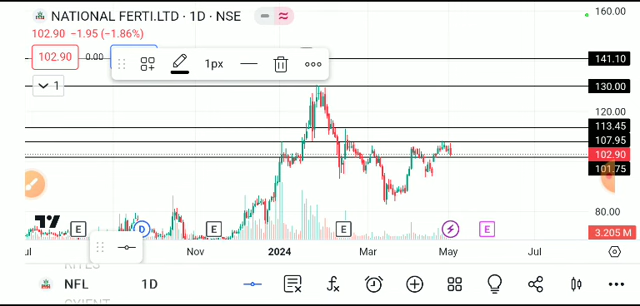 NATIONAL FERTI.LTD · 1D · NSE
160.00
102.90 −1.95 (−1.86%)
102.90
0.00
1px
141.10
1
130.00
120.00
113.45
107.95
102.90
101.75
80.00
E
D
E
E
E
3.205 M
Nov
2024
Mar
May
Jul
NFL
1D